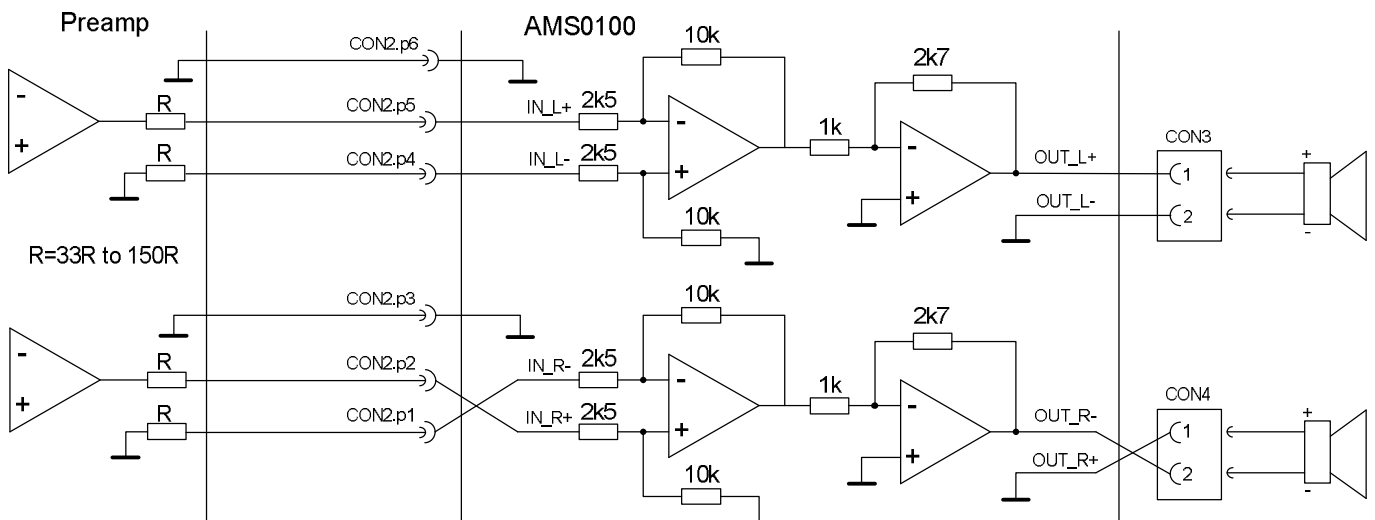 Preamp
AMS0100
CON2.p6
10k
2k7
-
R
CON2.p5
IN_L+
2k5
-
+
1k
-
CON3
+
R
CON2.p4
IN_L-
2k5
+
+
OUT_L+
1
OUT_L-
2
-
10k
R=33R to 150R
CON2.p3
10k
2k7
-
R
CON2.p2
IN_R-
2k5
-
+
1k
-
CON4
+
R
CON2.p1
IN_R+
2k5
+
+
OUT_R-
1
OUT_R+
2
-
10k